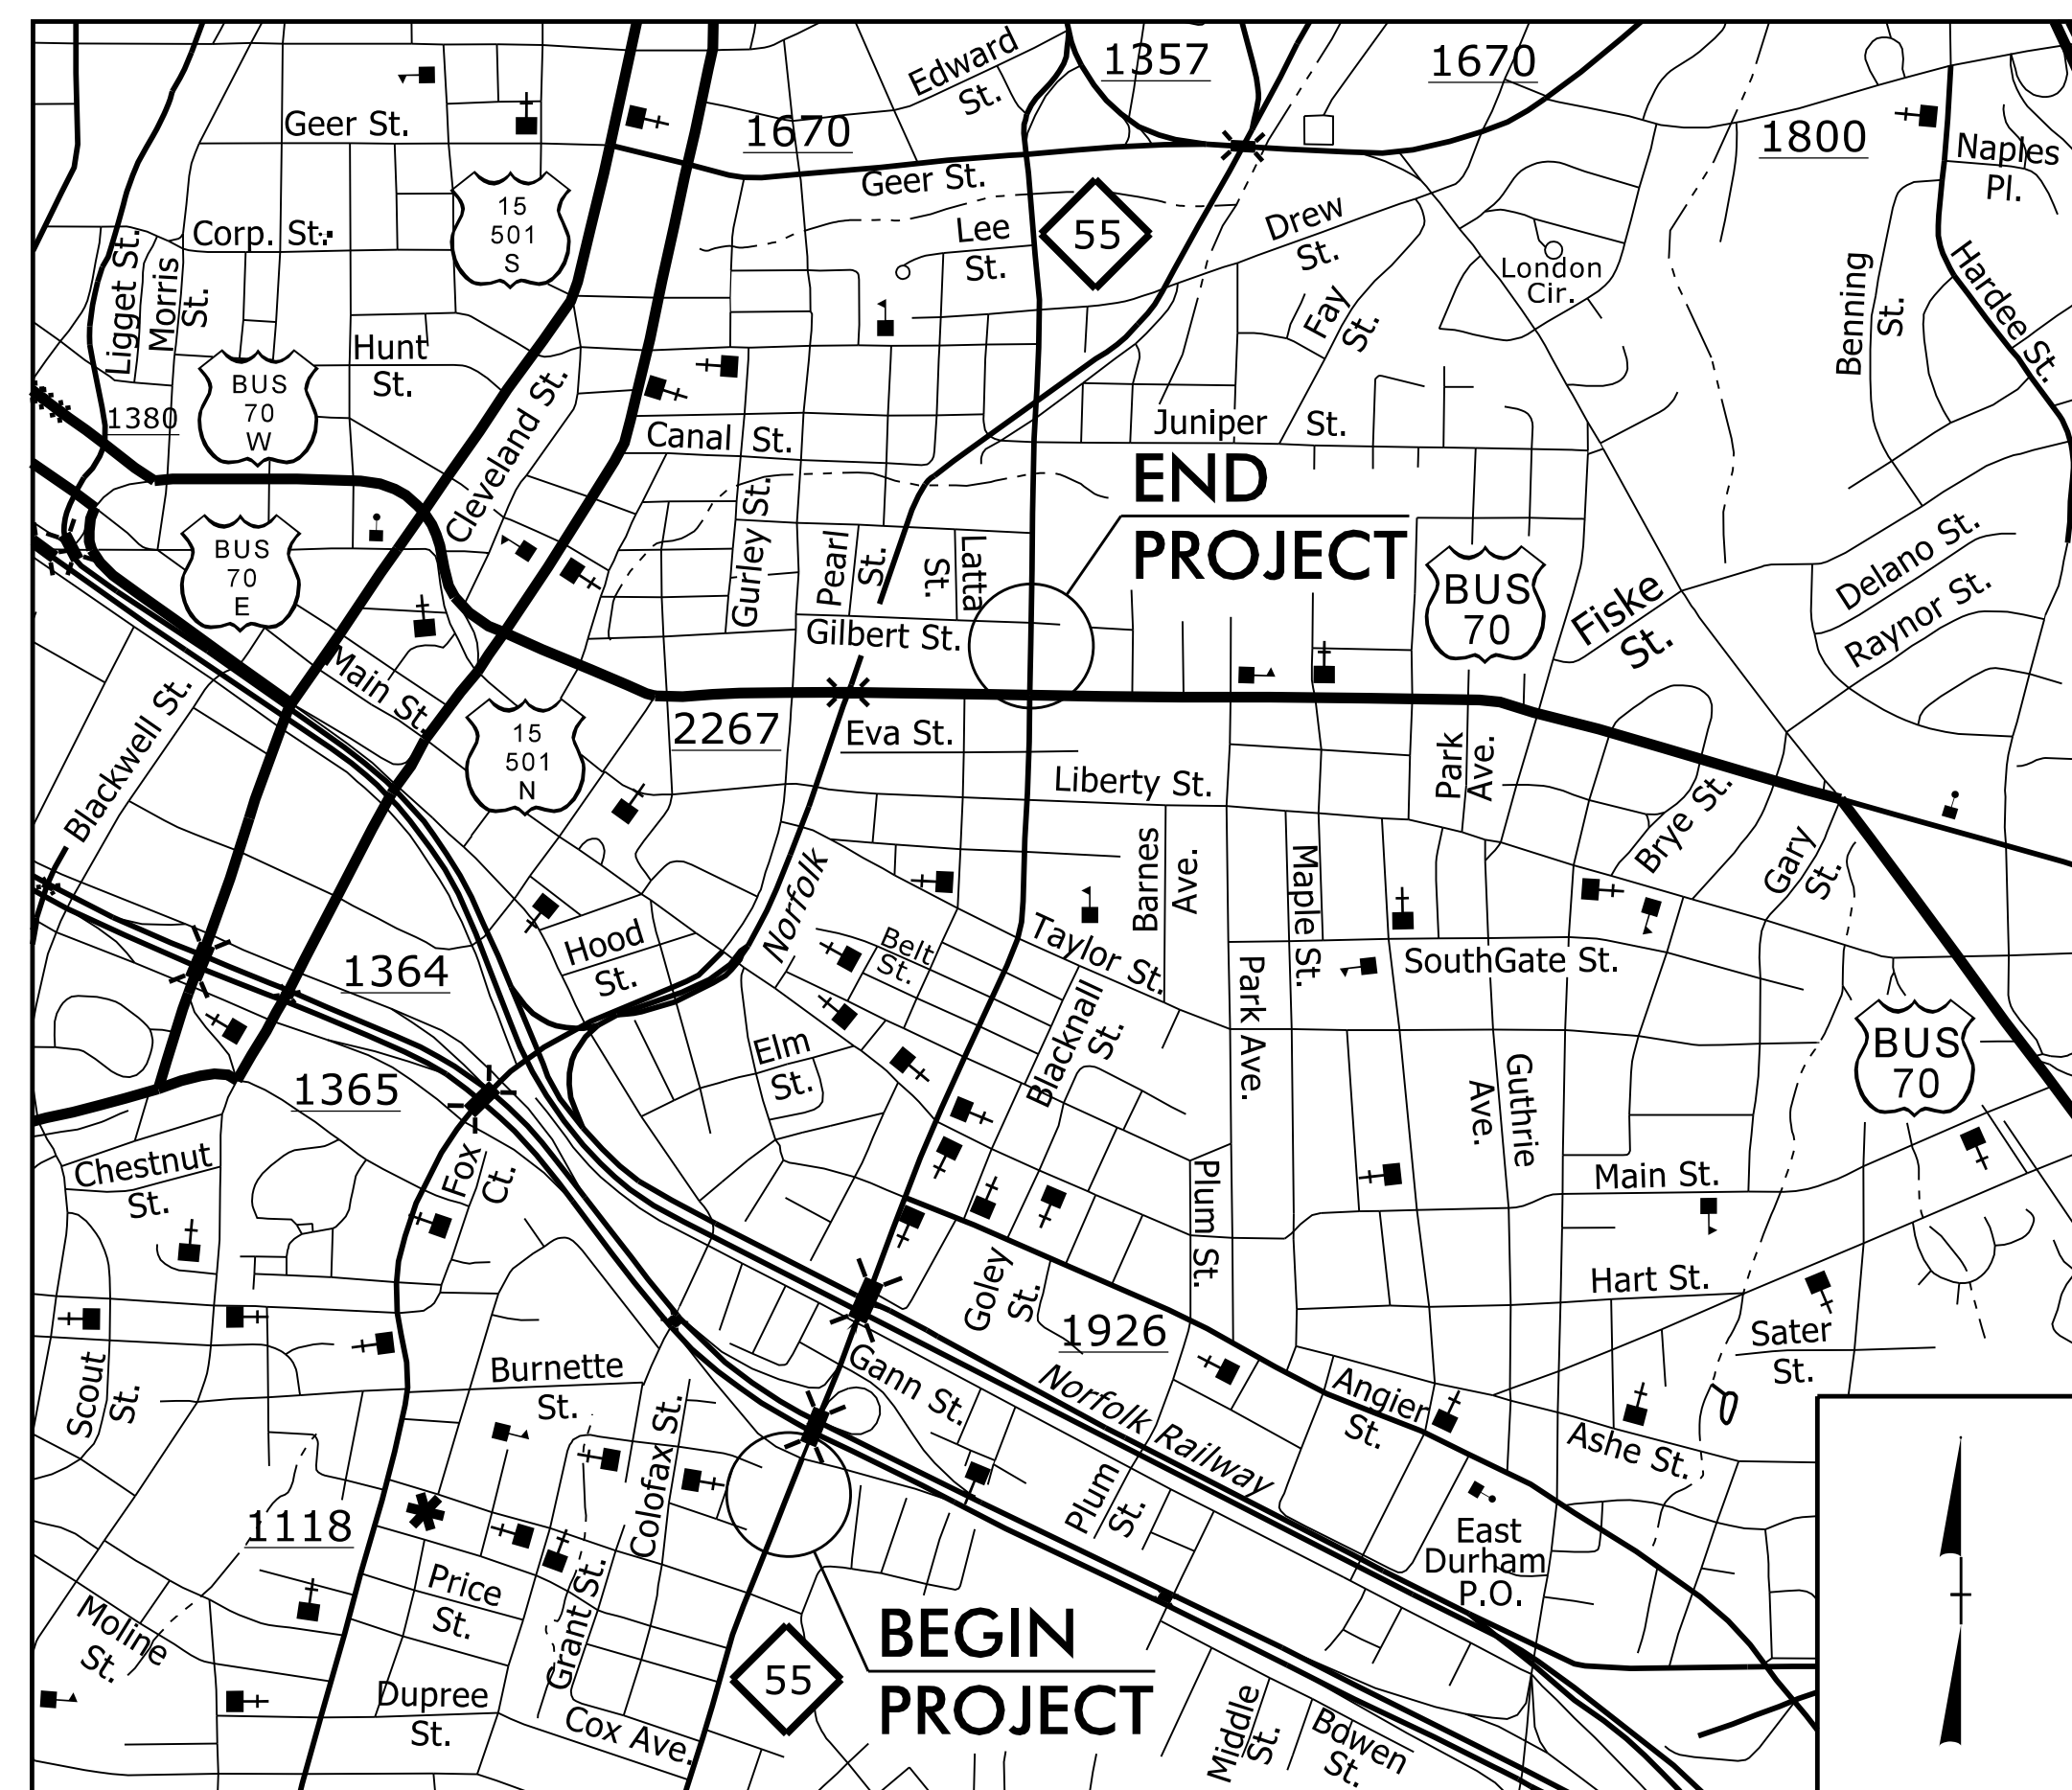 Edward
St.
1357
1670
Geer St.
1670
1800
Naples
Pl.
Geer St.
15
501
S
Corp. St.
Lee
St.
55
Drew
St.
London
Cir.
Ligget St.
Morris
St.
Benning
St.
Hardee St.
Hunt
St.
Fay
St.
BUS
70
W
1380
Cleveland St.
Canal St.
Juniper St.
END
PROJECT
BUS
70
E
Gurley St.
Pearl
St.
Latta
St.
Gilbert St.
BUS
70
Fiske
St.
Delano St.
Raynor St.
Main St.
Blackwell St.
15
501
N
2267
Eva St.
Liberty St.
Park
Ave.
Brye St.
Gary
St.
Norfolk
Barnes
Ave.
Maple St.
Hood
St.
Belt
St.
Taylor St.
SouthGate St.
1364
Park Ave.
Blacknall
St.
Elm
St.
BUS
70
1365
Guthrie
Ave.
Chestnut
St.
Fox
Ct.
Plum St.
Main St.
Goley
St.
Hart St.
1926
Sater
St.
Scout
St.
Burnette
St.
Gann St.
Norfolk Railway
Angier
St.
Ashe St.
Colofax St.
Plum
St.
1118
East
Durham
P.O.
Price
St.
Grant St.
Moline
St.
BEGIN
PROJECT
55
Dupree
St.
Cox Ave.
Middle
St.
Bdwen
St.